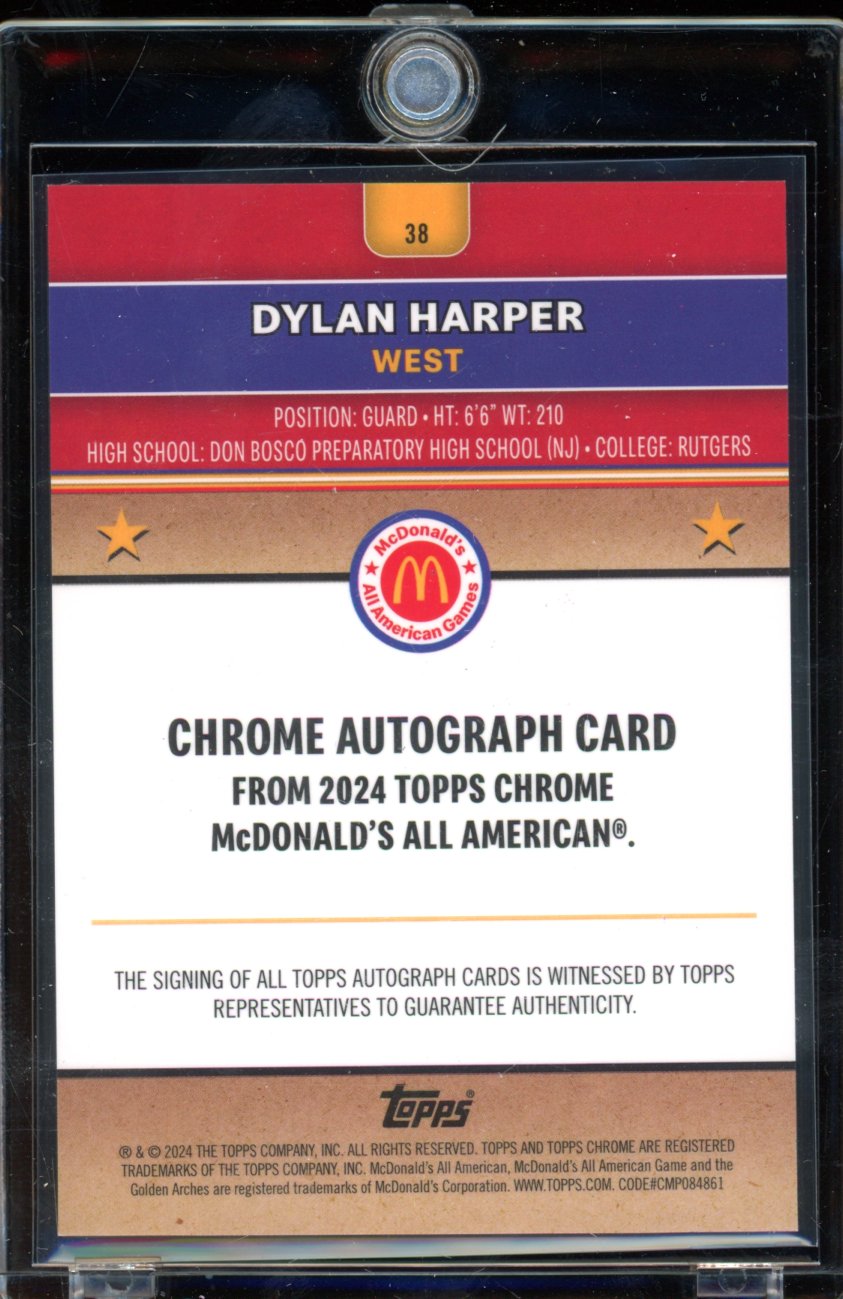 38
DYLAN HARPER
WEST
POSITION: GUARD • HT: 6'6" WT: 210
HIGH SCHOOL: DON BOSCO PREPARATORY HIGH SCHOOL (NJ) • COLLEGE: RUTGERS
McDonald's
All American Games
CHROME AUTOGRAPH CARD
FROM 2024 TOPPS CHROME
McDONALD'S ALL AMERICAN®.
THE SIGNING OF ALL TOPPS AUTOGRAPH CARDS IS WITNESSED BY TOPPS
REPRESENTATIVES TO GUARANTEE AUTHENTICITY.
Topps®
® & © 2024 THE TOPPS COMPANY, INC. ALL RIGHTS RESERVED. TOPPS AND TOPPS CHROME ARE REGISTERED
TRADEMARKS OF THE TOPPS COMPANY, INC. McDonald's All American, McDonald's All American Game and the
Golden Arches are registered trademarks of McDonald's Corporation. WWW.TOPPS.COM. CODE#CMP084861